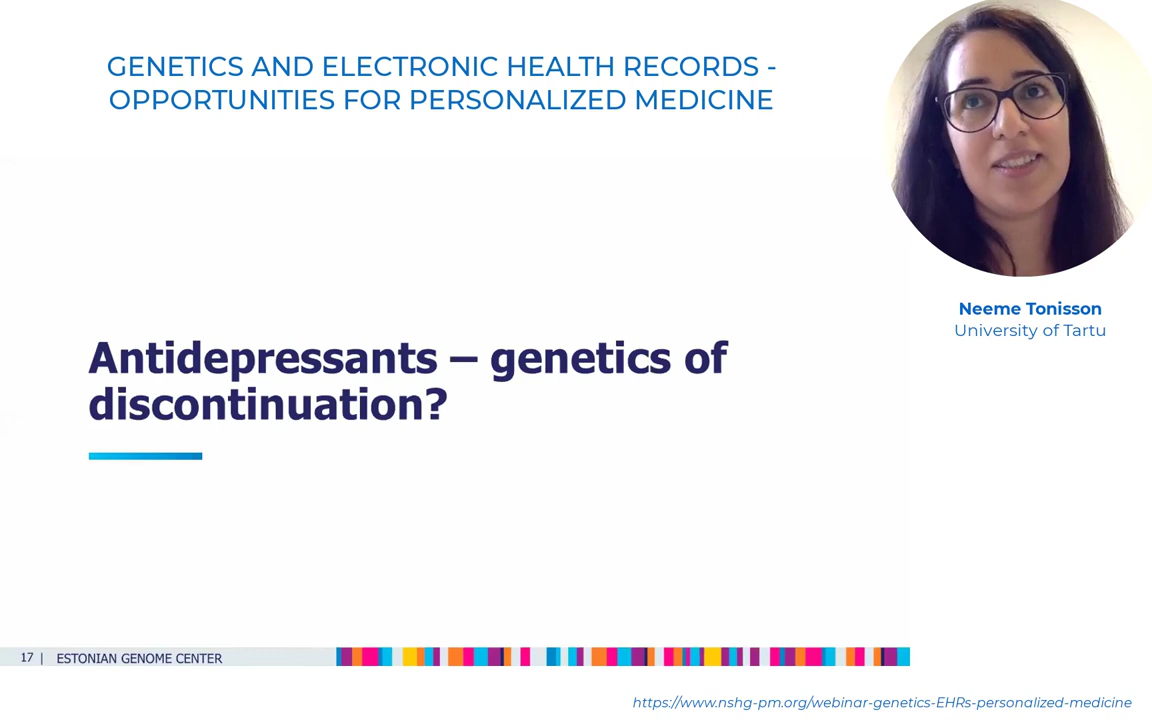 GENETICS AND ELECTRONIC HEALTH RECORDS -
OPPORTUNITIES FOR PERSONALIZED MEDICINE
Neeme Tonisson
University of Tartu
Antidepressants – genetics of
discontinuation?
17 | ESTONIAN GENOME CENTER
https://www.nshg-pm.org/webinar-genetics-EHRs-personalized-medicine